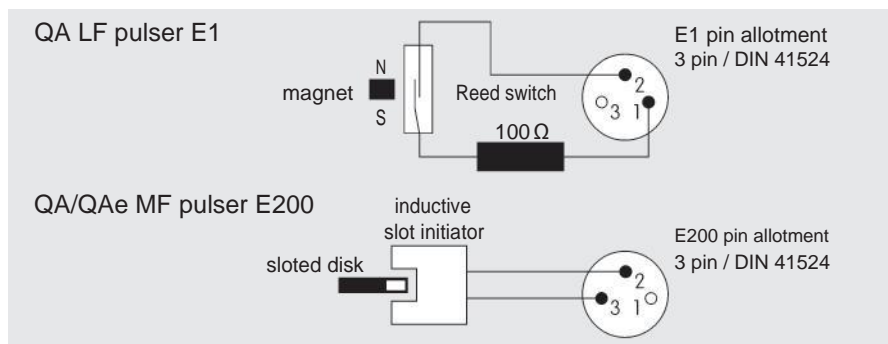 QA LF pulser E1
E1 pin allotment
3 pin / DIN 41524
N
magnet
S
Reed switch
100 Ω
2
3 1
QA/QAe MF pulser E200
inductive
slot initiator
sloted disk
E200 pin allotment
3 pin / DIN 41524
2
3 1